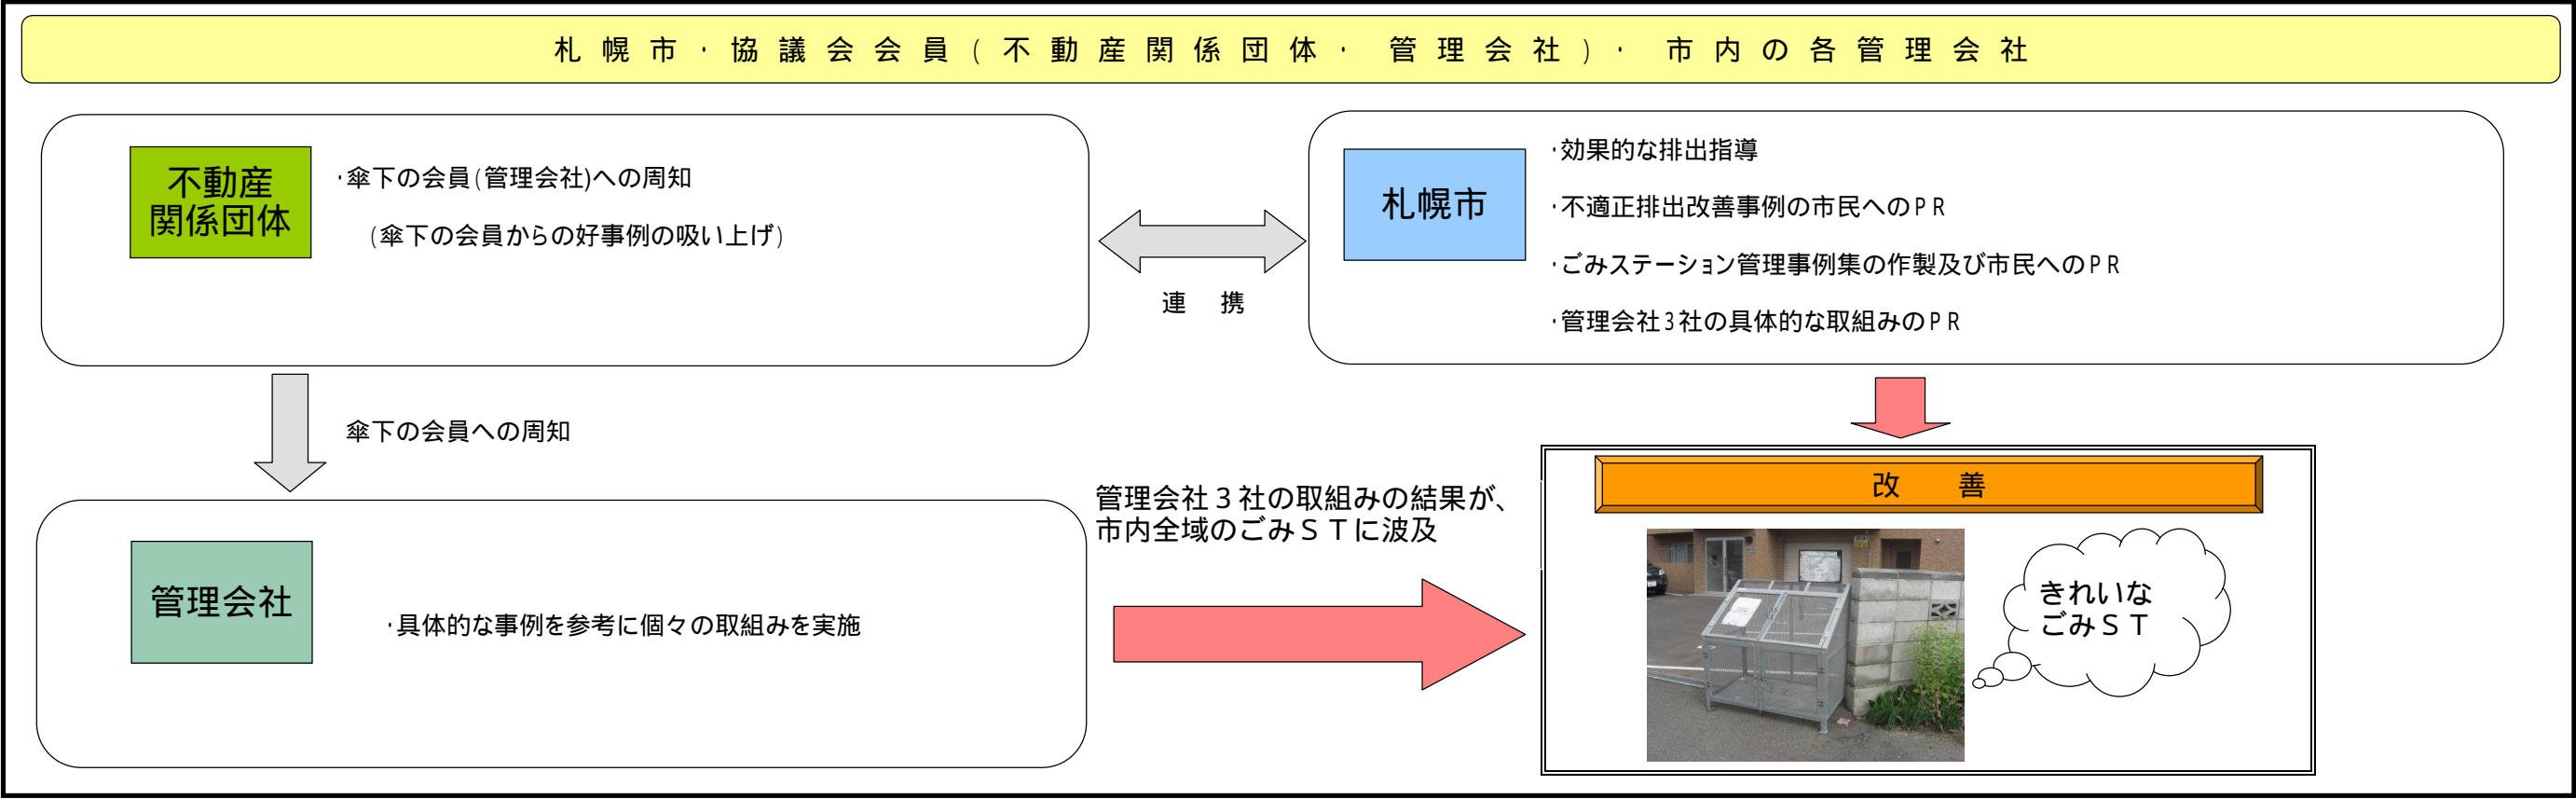 札幌市・協議会会員(不動産関係団体・管理会社)・市内の各管理会社
不動産
関係団体
・傘下の会員(管理会社)への周知
(傘下の会員からの好事例の吸い上げ)
連携
札幌市
・効果的な排出指導
・不適正排出改善事例の市民へのPR
・ごみステーション管理事例集の作製及び市民へのPR
・管理会社3社の具体的な取組みのPR
傘下の会員への周知
管理会社
・具体的な事例を参考に個々の取組みを実施
管理会社３社の取組みの結果が、
市内全域のごみＳＴに波及
改善
きれいな
ごみＳＴ